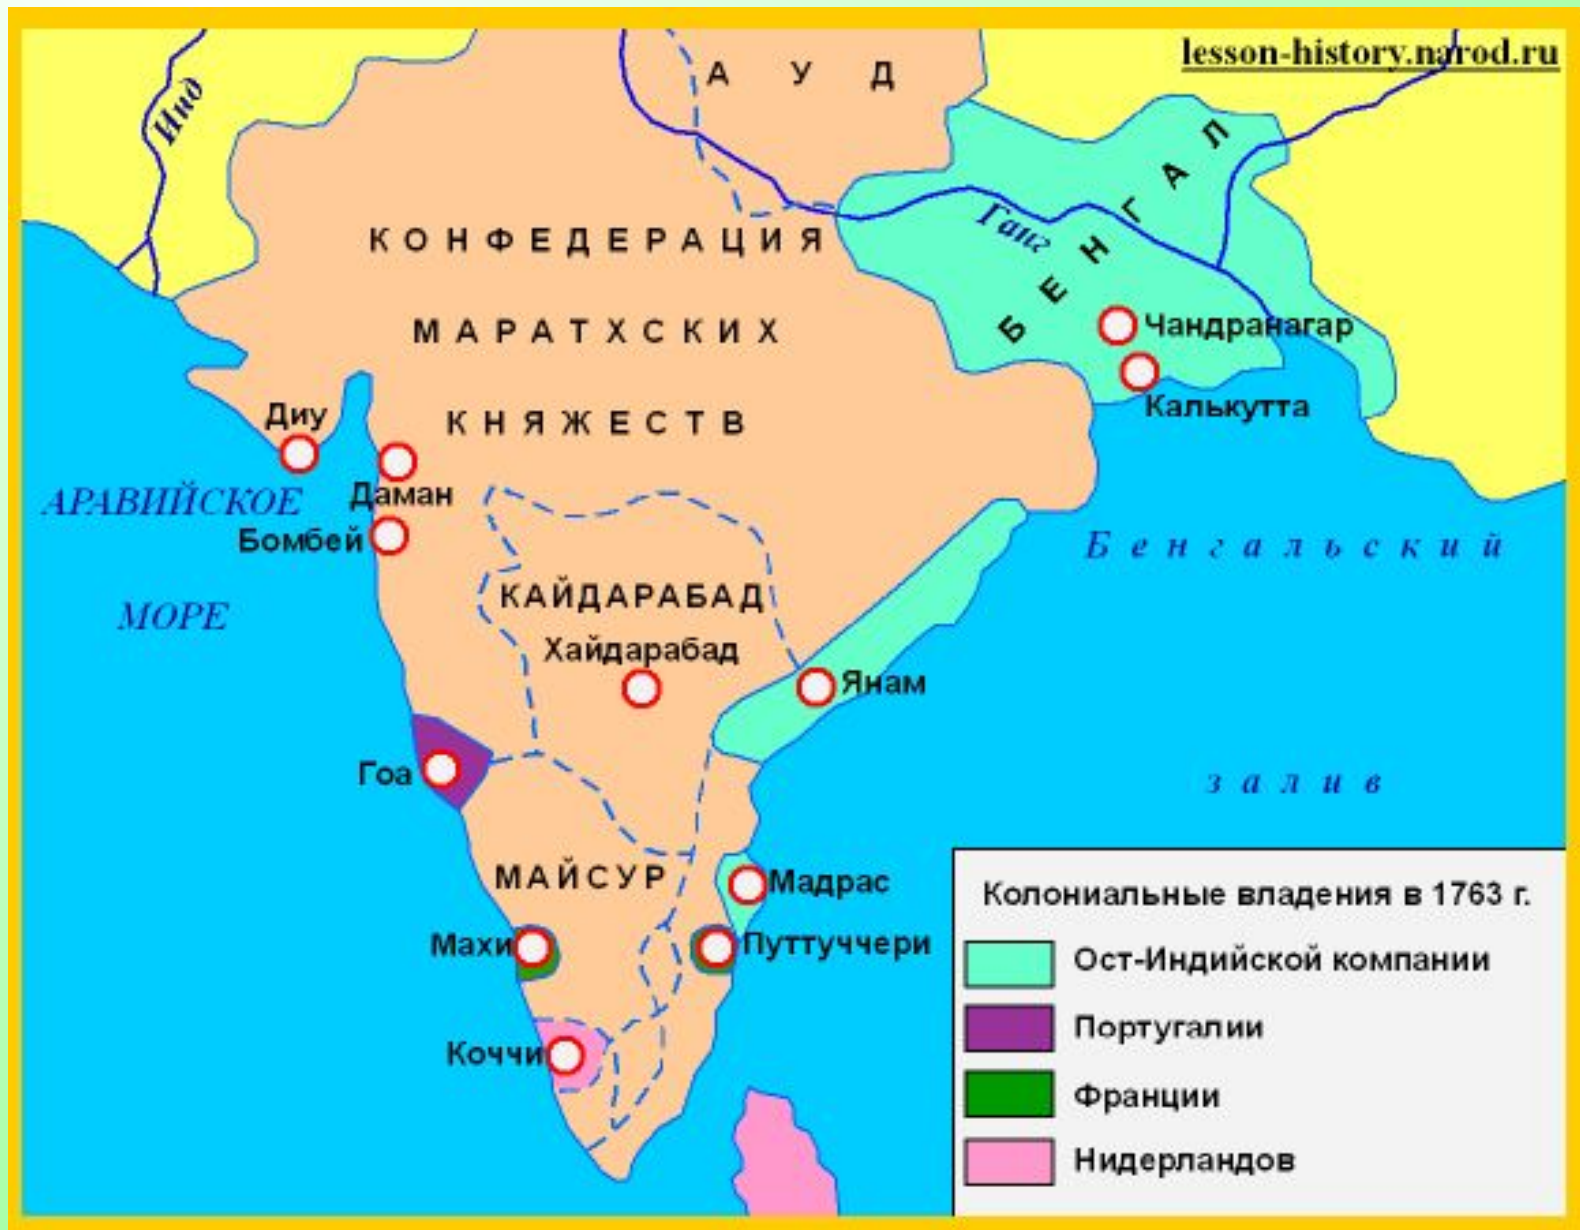 lesson-history.narod.ru
А У Д
Инд
БЕНГАЛ
Ганг
КОНФЕДЕРАЦИЯ
МАРАТХСКИХ
КНЯЖЕСТВ
Чандранагар
Калькутта
Диу
Даман
Бомбей
АРАВИЙСКОЕ
МОРЕ
Бенгальский
залив
КАЙДАРАБАД
Хайдарабад
Янам
Гоа
МАЙСУР
Мадрас
Махи
Путтуччери
Коччи
Колониальные владения в 1763 г.
Ост-Индийской компании
Португалии
Франции
Нидерландов